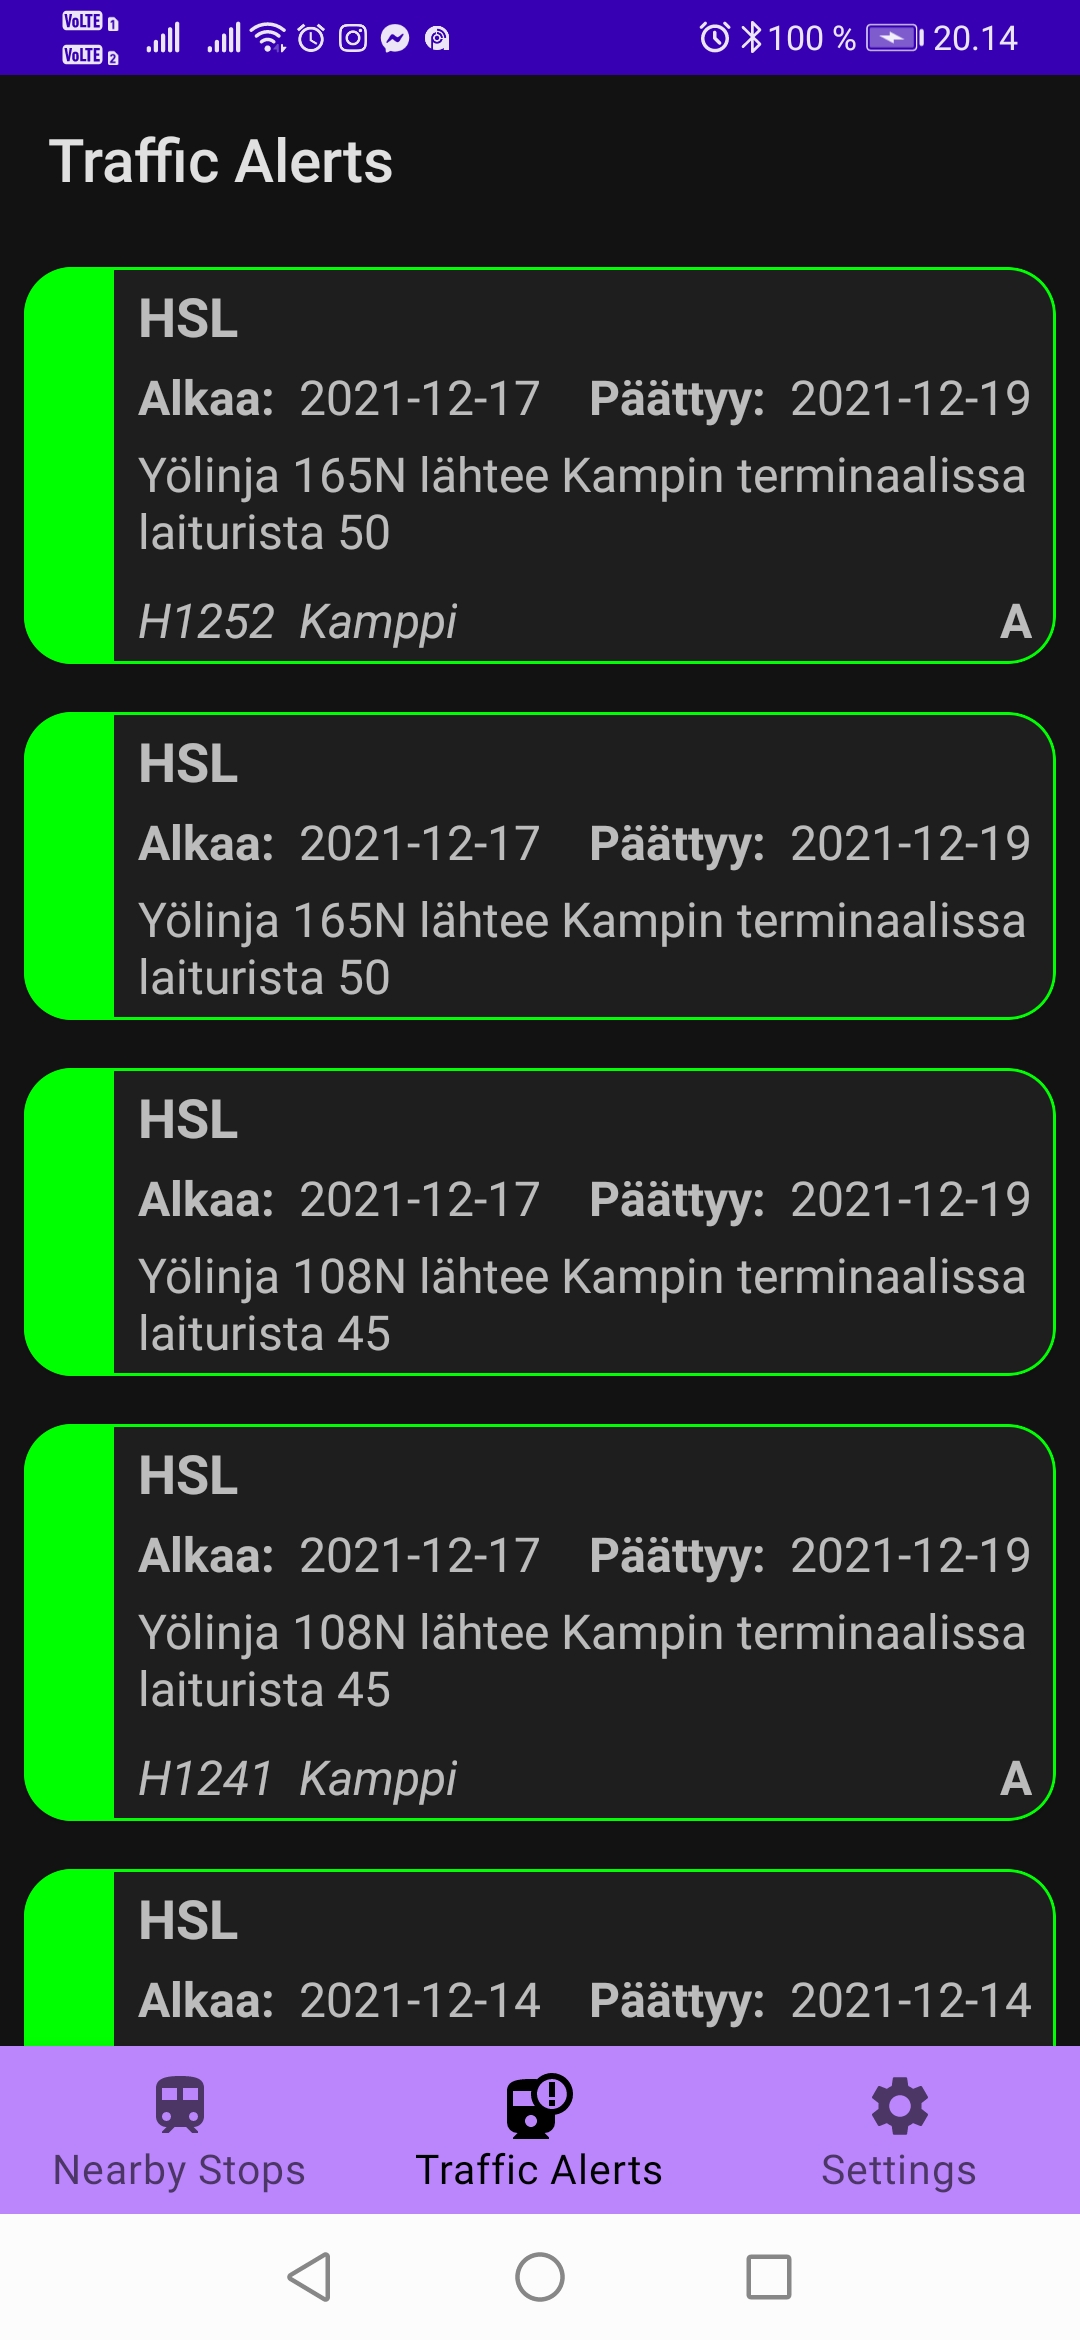 VoLTE 1
VoLTE 2
100 % 20.14
Traffic Alerts
HSL
Alkaa: 2021-12-17 Päättyy: 2021-12-19
Yölinja 165N lähtee Kampin terminaalissa
laiturista 50
H1252 Kamppi A
HSL
Alkaa: 2021-12-17 Päättyy: 2021-12-19
Yölinja 165N lähtee Kampin terminaalissa
laiturista 50
HSL
Alkaa: 2021-12-17 Päättyy: 2021-12-19
Yölinja 108N lähtee Kampin terminaalissa
laiturista 45
HSL
Alkaa: 2021-12-17 Päättyy: 2021-12-19
Yölinja 108N lähtee Kampin terminaalissa
laiturista 45
H1241 Kamppi A
HSL
Alkaa: 2021-12-14 Päättyy: 2021-12-14
Nearby Stops Traffic Alerts Settings